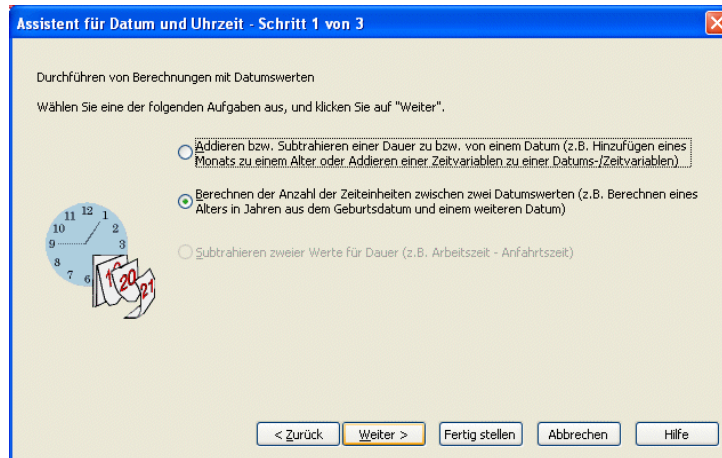 Assistent für Datum und Uhrzeit - Schritt 1 von 3
Durchführen von Berechnungen mit Datumswerten
Wählen Sie eine der folgenden Aufgaben aus, und klicken Sie auf "Weiter".
Addieren bzw. Subtrahieren einer Dauer zu bzw. von einem Datum (z.B. Hinzufügen eines
Monats zu einem Alter oder Addieren einer Zeitvariablen zu einer Datums-/Zeitvariablen)
Berechnen der Anzahl der Zeiteinheiten zwischen zwei Datumswerten (z.B. Berechnen eines
Alters in Jahren aus dem Geburtsdatum und einem weiteren Datum)
Subtrahieren zweier Werte für Dauer (z.B. Arbeitszeit - Anfahrtszeit)
11 12 1
10 2
9 3
8
7 6
19 20 21
< Zurück Weiter > Fertig stellen Abbrechen Hilfe